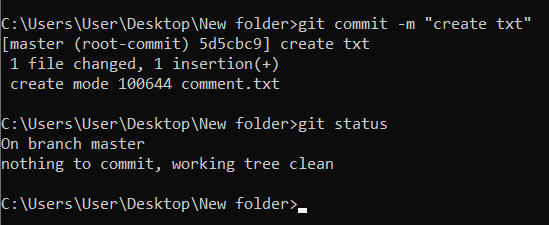 C:\Users\User\Desktop\New folder>git commit -m "create txt"
[master (root-commit) 5d5cbc9] create txt
 1 file changed, 1 insertion(+)
 create mode 100644 comment.txt
C:\Users\User\Desktop\New folder>git status
On branch master
nothing to commit, working tree clean
C:\Users\User\Desktop\New folder>